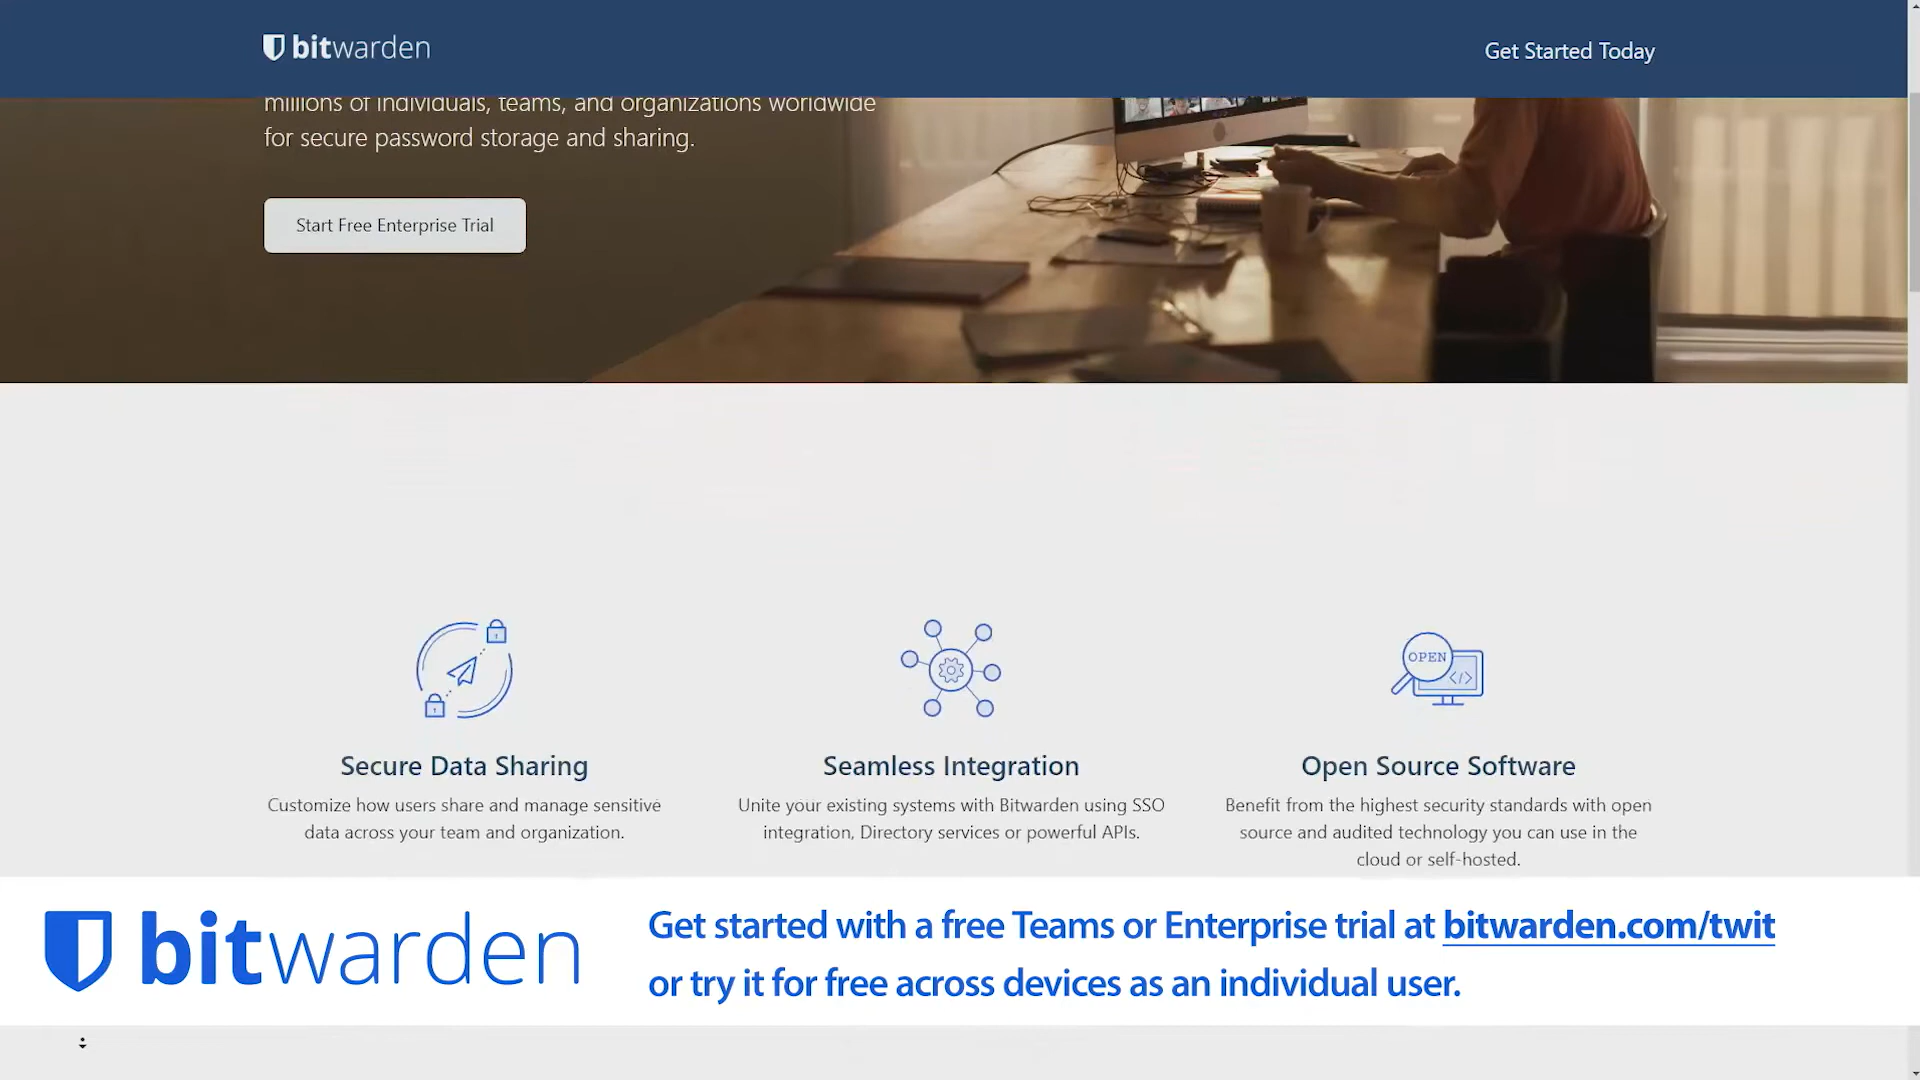 bitwarden
Get Started Today
millions of individuals, teams, and organizations worldwide
for secure password storage and sharing.
Start Free Enterprise Trial
OPEN
</>
Secure Data Sharing
Seamless Integration
Open Source Software
Customize how users share and manage sensitive
data across your team and organization.
Unite your existing systems with Bitwarden using SSO
integration, Directory services or powerful APIs.
Benefit from the highest security standards with open
source and audited technology you can use in the
cloud or self-hosted.
bitwarden
Get started with a free Teams or Enterprise trial at bitwarden.com/twit
or try it for free across devices as an individual user.